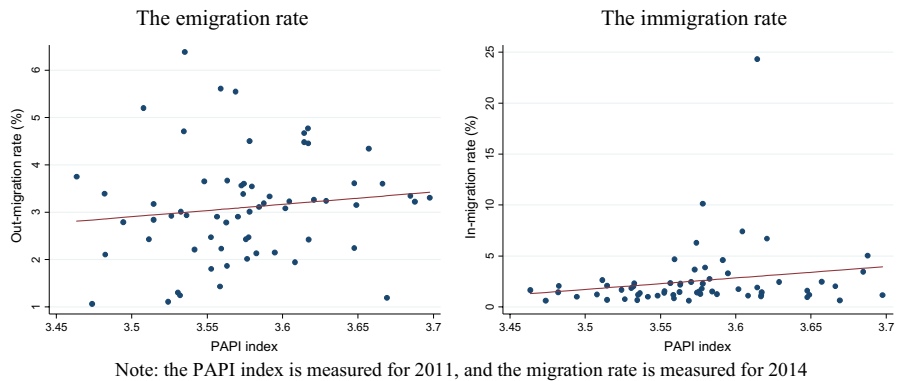 The emigration rate
The immigration rate
Out-migration rate (%)
6
5
4
3
2
1
3.45 3.5 3.55 3.6 3.65 3.7
PAPI index
In-migration rate (%)
25
20
15
10
5
0
3.45 3.5 3.55 3.6 3.65 3.7
PAPI index
Note: the PAPI index is measured for 2011, and the migration rate is measured for 2014